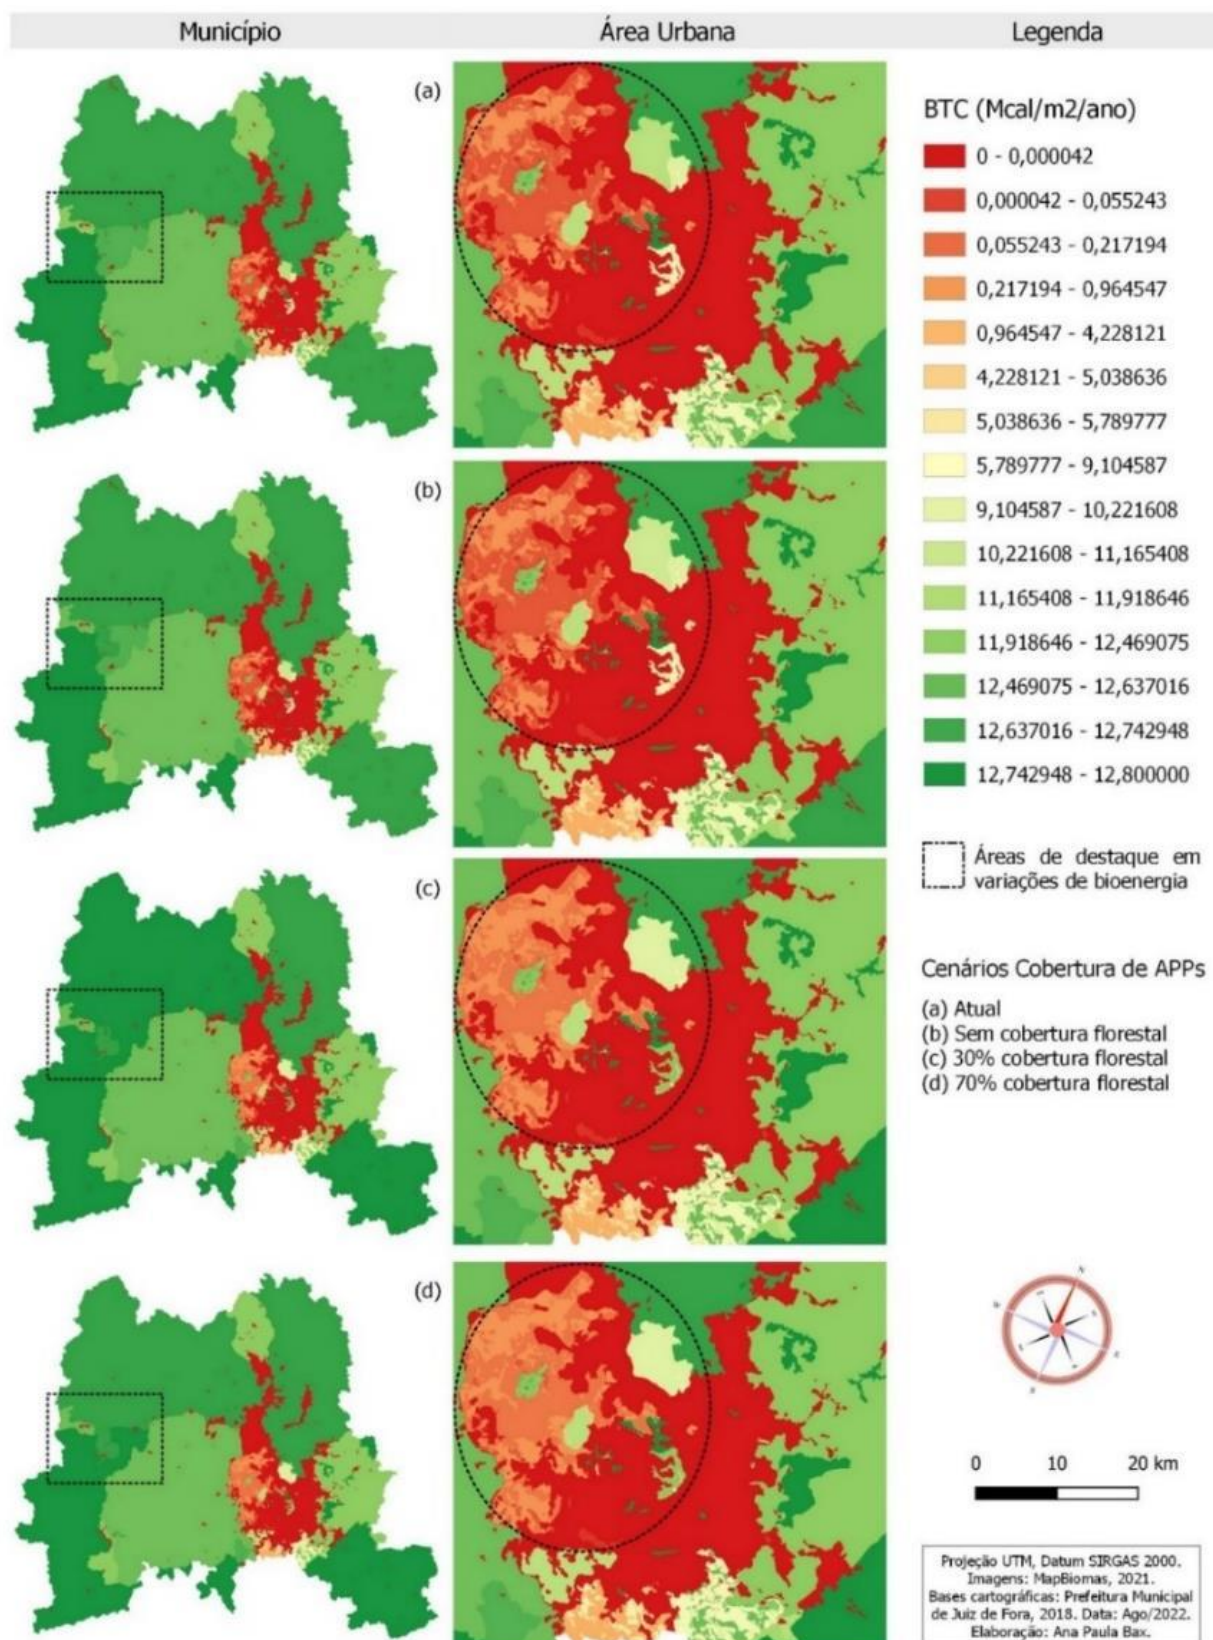 Município
Área Urbana
Legenda
(a)
(b)
(c)
(d)
BTC (Mcal/m2/ano)
0 - 0,000042
0,000042 - 0,055243
0,055243 - 0,217194
0,217194 - 0,964547
0,964547 - 4,228121
4,228121 - 5,038636
5,038636 - 5,789777
5,789777 - 9,104587
9,104587 - 10,221608
10,221608 - 11,165408
11,165408 - 11,918646
11,918646 - 12,469075
12,469075 - 12,637016
12,637016 - 12,742948
12,742948 - 12,800000
Áreas de destaque em
variações de bioenergia
Cenários Cobertura de APPs
(a) Atual
(b) Sem cobertura florestal
(c) 30% cobertura florestal
(d) 70% cobertura florestal
0 10 20 km
Projeção UTM, Datum SIRGAS 2000.
Imagens: MapBiomas, 2021.
Bases cartográficas: Prefeitura Municipal
de Juiz de Fora, 2018. Data: Ago/2022.
Elaboração: Ana Paula Bax.